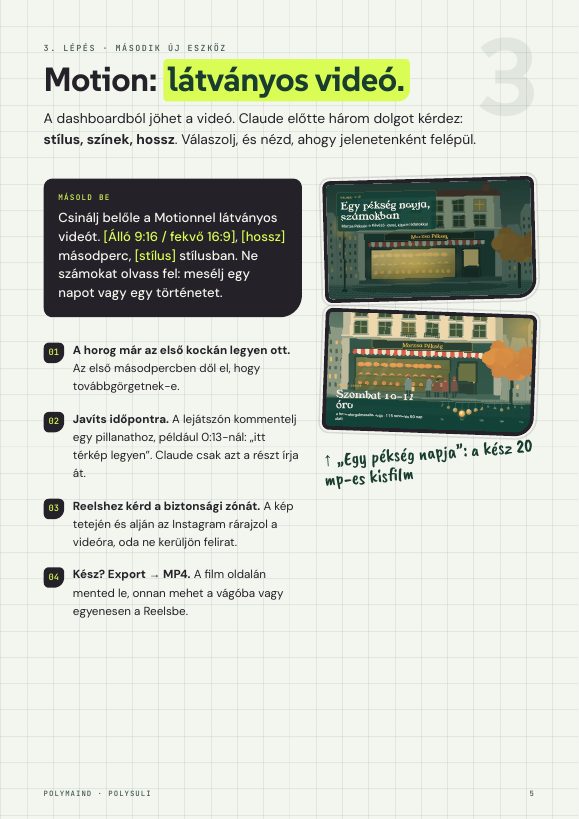 3. LÉPÉS · MÁSODIK ÚJ ESZKÖZ
3
Motion: látványos videó.
A dashboardból jöhet a videó. Claude előtte három dolgot kérdez:
stílus, színek, hossz. Válaszolj, és nézd, ahogy jelenetenként felépül.
MÁSOLD BE
Csinálj belőle a Motionnel látványos
videót. [Álló 9:16 / fekvő 16:9], [hossz]
másodperc, [stílus] stílusban. Ne
számokat olvass fel: mesélj egy
napot vagy egy történetet.
01
A horog már az első kockán legyen ott.
Az első másodpercben dől el, hogy
továbbgörgetnek-e.
02
Javíts időpontra. A lejátszón kommentelj
egy pillanathoz, például 0:13-nál: „itt
térkép legyen”. Claude csak azt a részt írja
át.
03
Reelshez kérd a biztonsági zónát. A kép
tetején és alján az Instagram rárajzol a
videóra, oda ne kerüljön felirat.
04
Kész? Export → MP4. A film oldalán
mented le, onnan mehet a vágóba vagy
egyenesen a Reelsbe.
Egy pékség napja,
számokban
Marcsa Pékség
Marcsa Pékség
Szombat 10–11
óra
↑ „Egy pékség napja”: a kész 20
mp-es kisfilm
POLYMAIND · POLYSULI
5